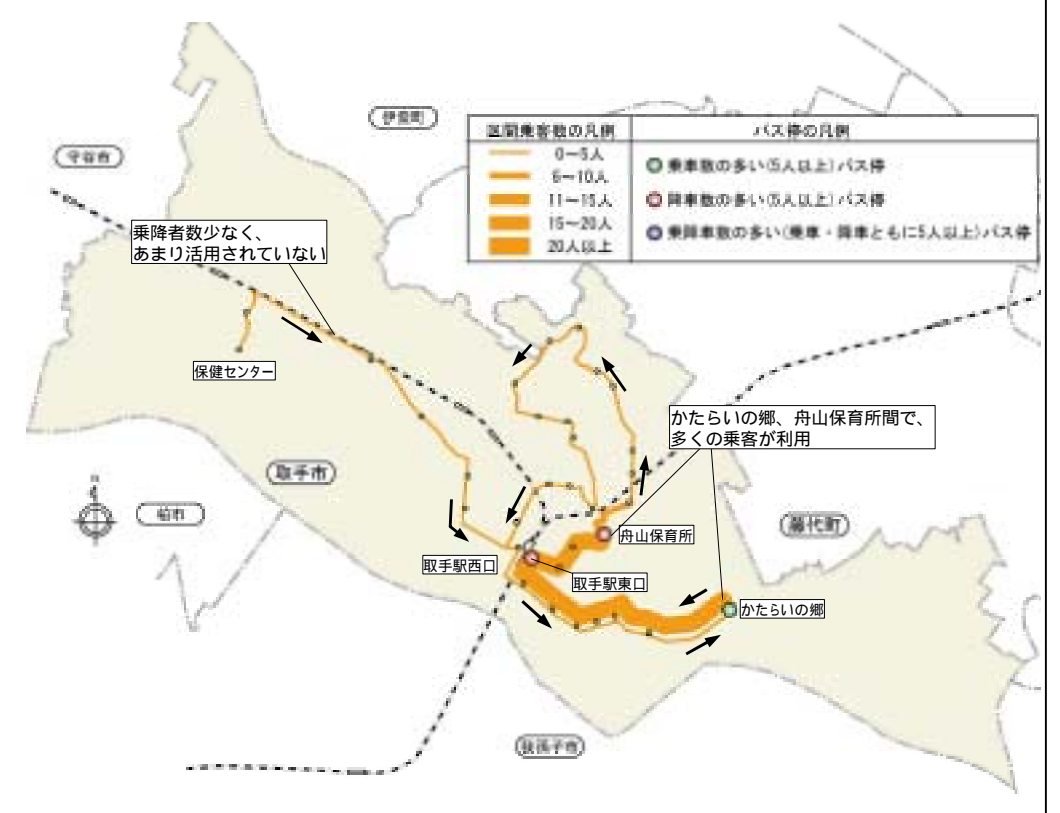 伊奈町
守谷市
区間乗客数の凡例
バス停の凡例
0〜5人
6〜10人
11〜15人
15〜20人
20人以上
乗車数の多い(5人以上)バス停
降車数の多い(5人以上)バス停
乗降車数の多い(乗車・降車ともに5人以上)バス停
乗降者数少なく、
あまり活用されていない
保健センター
かたらいの郷、舟山保育所間で、
多くの乗客が利用
取手市
柏市
藤代町
舟山保育所
取手駅西口
取手駅東口
かたらいの郷
我孫子市